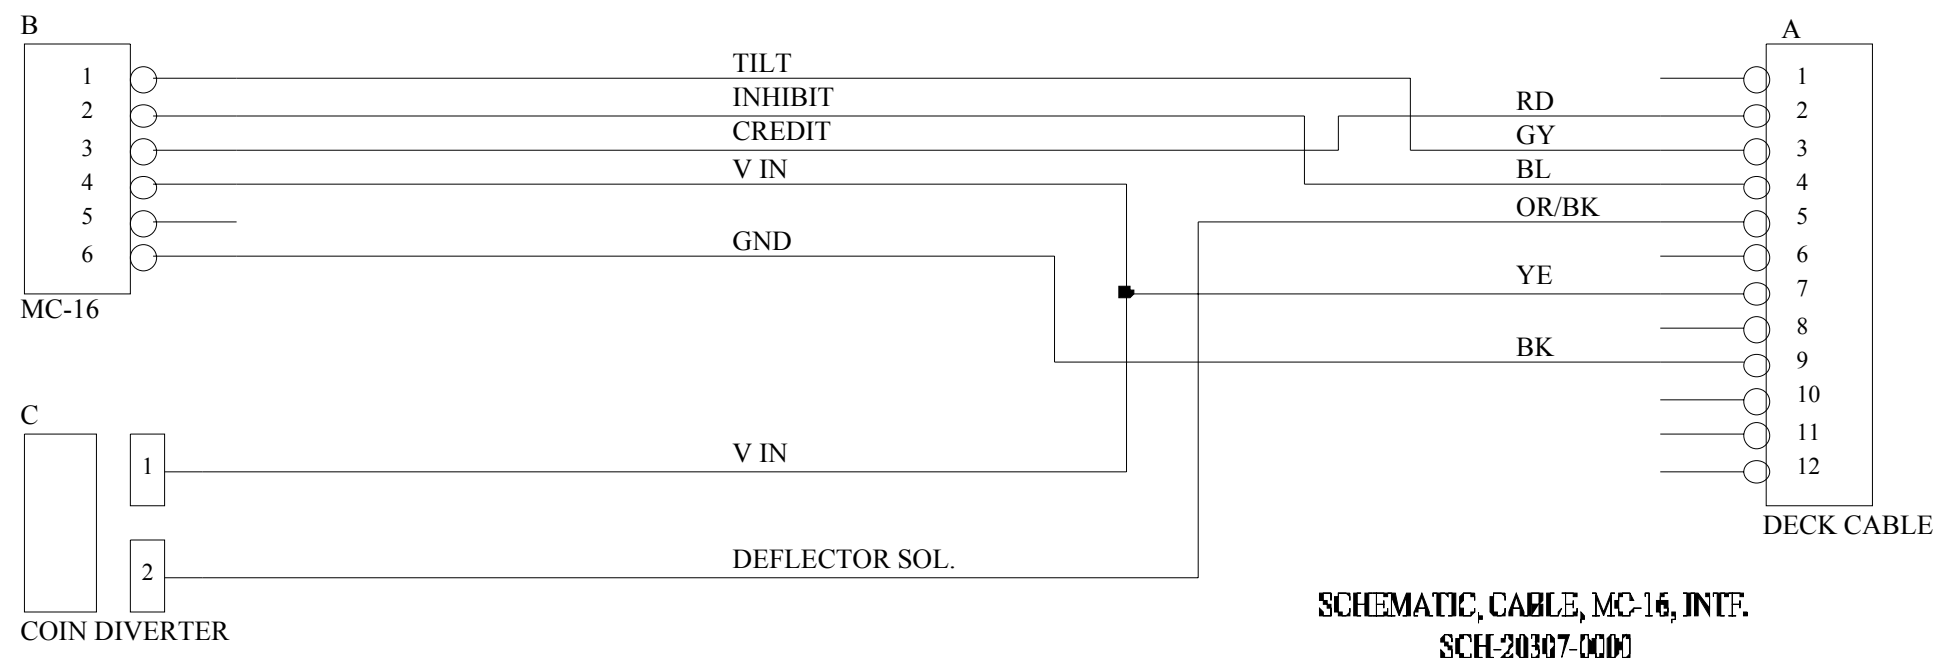 B
A
1
TILT
1
2
INHIBIT
RD
2
3
CREDIT
GY
3
4
V IN
BL
4
5
OR/BK
5
6
GND
6
YE
7
MC-16
8
BK
9
10
C
11
1
V IN
12
DECK CABLE
2
DEFLECTOR SOL.
COIN DIVERTER
SCHEMATIC, CABLE, MC-16, INTF.
SCH-20307-0000